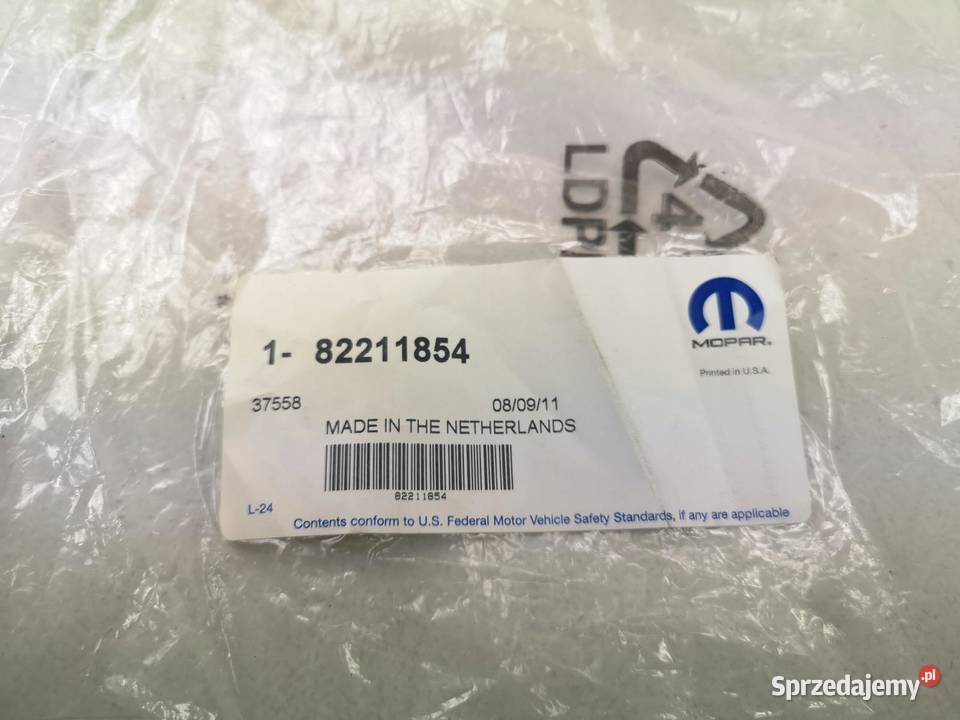 4
LDP
MOPAR®
Printed in U.S.A.
1- 82211854
37558 08/09/11
MADE IN THE NETHERLANDS
82211854
L-24 Contents conform to U.S. Federal Motor Vehicle Safety Standards, if any are applicable
Sprzedajemy.pl